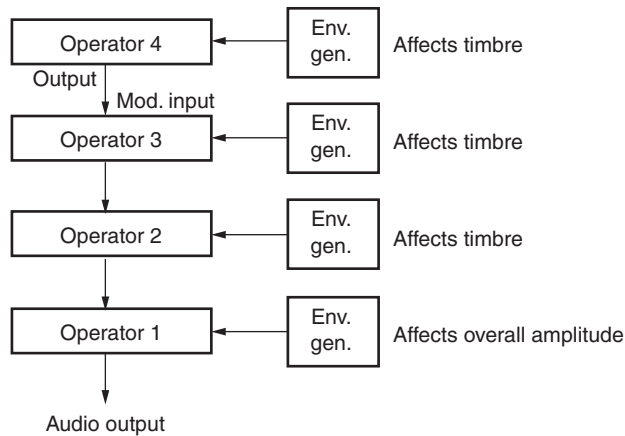 Operator 4
Env.
gen.
Affects timbre
Output
Mod. input
Operator 3
Env.
gen.
Affects timbre
Operator 2
Env.
gen.
Affects timbre
Operator 1
Env.
gen.
Affects overall amplitude
Audio output